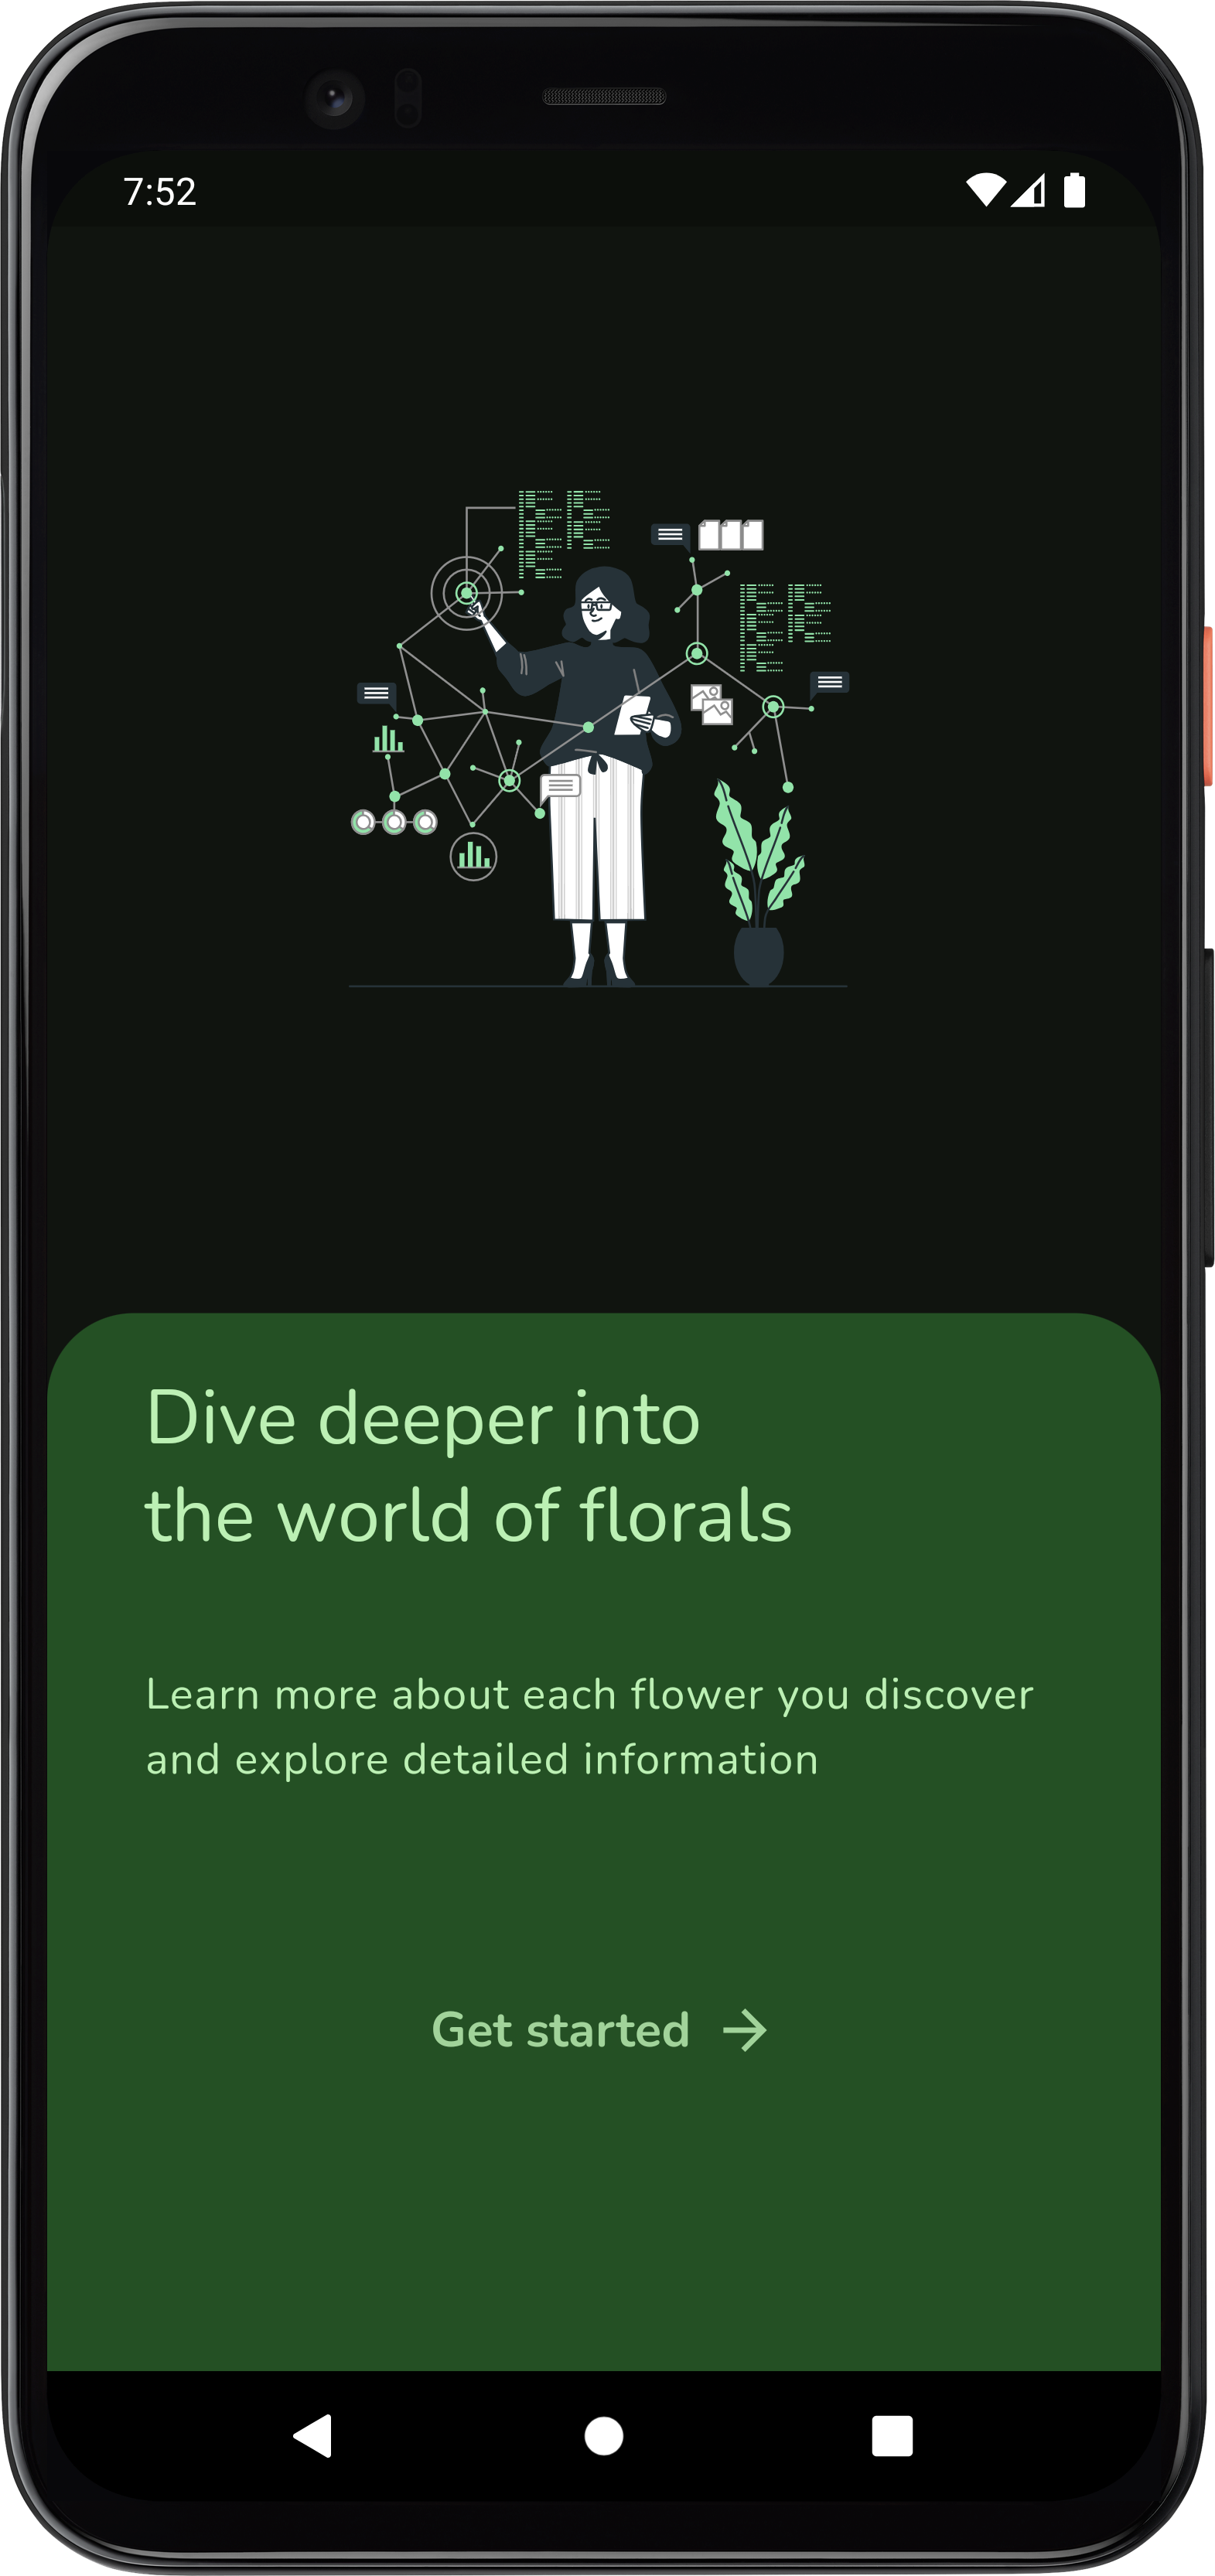 7:52
Dive deeper into
the world of florals
Learn more about each flower you discover
and explore detailed information
Get started